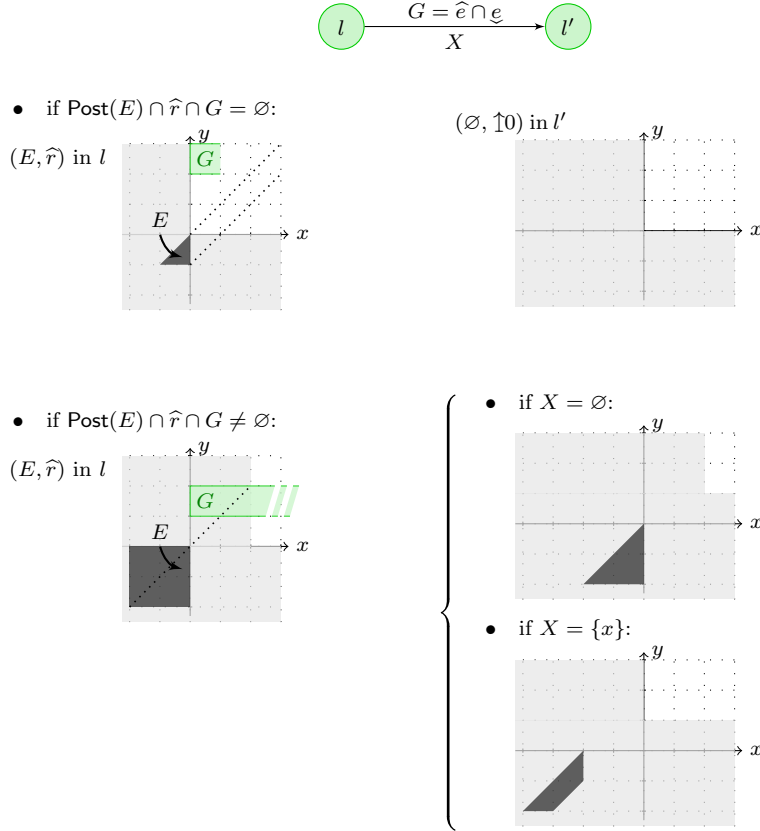 G = ê ∩ e̬
l l′
X
• if Post(E) ∩ r̂ ∩ G = ∅:
(∅, ↥0) in l′
(E, r̂) in l
y
G
E
x
y
x
• if X = ∅:
• if Post(E) ∩ r̂ ∩ G ≠ ∅:
(E, r̂) in l
y
G
E
x
y
x
• if X = {x}:
y
x